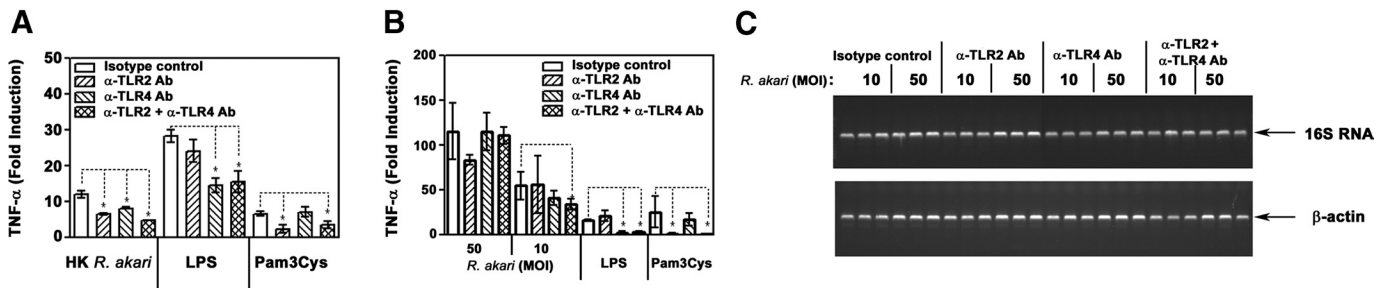 A
TNF-α (Fold Induction)
50
40
30
20
10
0
Isotype control
α-TLR2 Ab
α-TLR4 Ab
α-TLR2 + α-TLR4 Ab
* * * * * * *
HK R. akari LPS Pam3Cys
B
TNF-α (Fold Induction)
200
150
100
50
0
Isotype control
α-TLR2 Ab
α-TLR4 Ab
α-TLR2 + α-TLR4 Ab
* * * * *
50 10
R. akari (MOI) LPS Pam3Cys
C
Isotype control α-TLR2 Ab α-TLR4 Ab α-TLR2 +
α-TLR4 Ab
R. akari (MOI): 10 50 10 50 10 50 10 50
16S RNA
β-actin